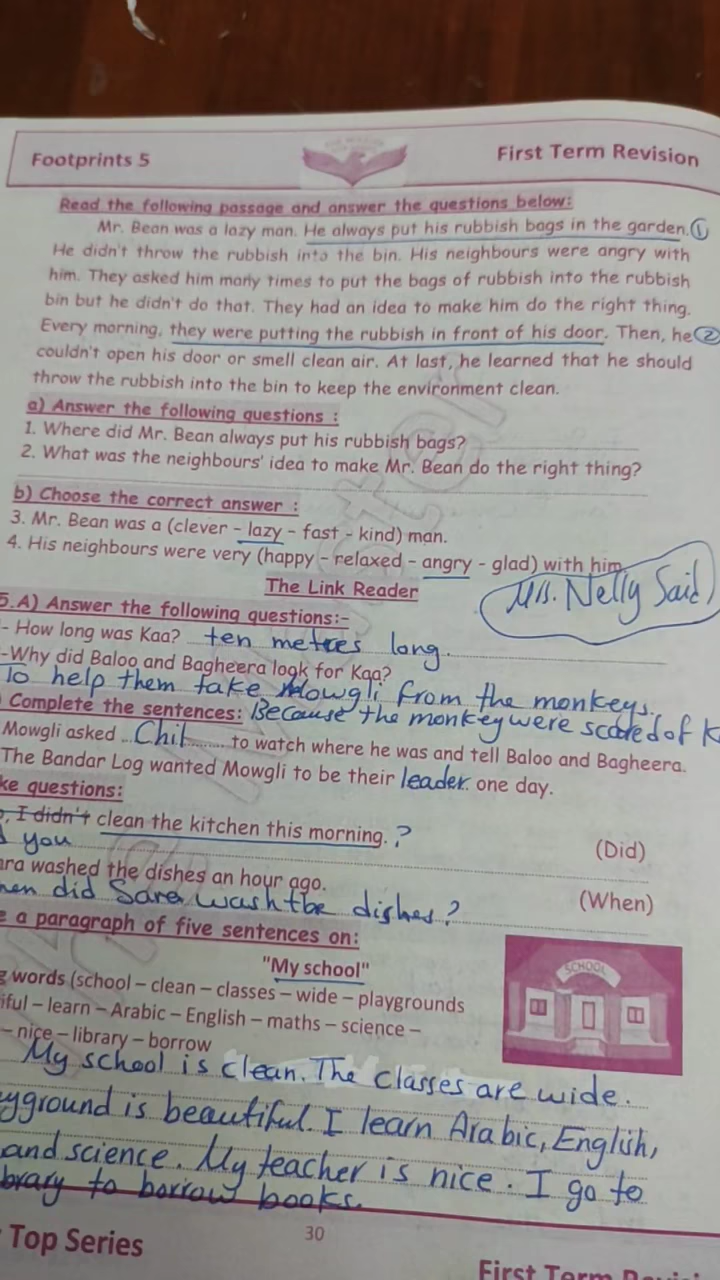 Footprints 5
First Term Revision
Read the following passage and answer the questions below:
Mr. Bean was a lazy man. He always put his rubbish bags in the garden. 1
He didn't throw the rubbish into the bin. His neighbours were angry with
him. They asked him many times to put the bags of rubbish into the rubbish
bin but he didn't do that. They had an idea to make him do the right thing.
Every morning, they were putting the rubbish in front of his door. Then, he 2
couldn't open his door or smell clean air. At last, he learned that he should
throw the rubbish into the bin to keep the environment clean.
a) Answer the following questions :
1. Where did Mr. Bean always put his rubbish bags?
2. What was the neighbours' idea to make Mr. Bean do the right thing?
b) Choose the correct answer :
3. Mr. Bean was a (clever - lazy - fast - kind) man.
4. His neighbours were very (happy - relaxed - angry - glad) with him.
The Link Reader
Mrs. Nelly Said
5.A) Answer the following questions:-
- How long was Kaa? ten metres long.
-Why did Baloo and Bagheera look for Kaa?
To help them take Mowgli from the monkeys.
Complete the sentences: Because the monkey were scared of K
Mowgli asked ... Chil ... to watch where he was and tell Baloo and Bagheera.
The Bandar Log wanted Mowgli to be their leader. one day.
ke questions:
, I didn't clean the kitchen this morning. ?
you
(Did)
ara washed the dishes an hour ago.
hen did Sara wash the dishes?
(When)
e a paragraph of five sentences on:
"My school"
g words (school – clean – classes – wide – playgrounds
iful – learn – Arabic – English – maths – science –
– nice – library – borrow
SCHOOL
My school is clean. The classes are wide.
yground is beautiful. I learn Arabic, English,
and science. My teacher is nice. I go to
brary to borrow books.
30
Top Series
First Term Revision